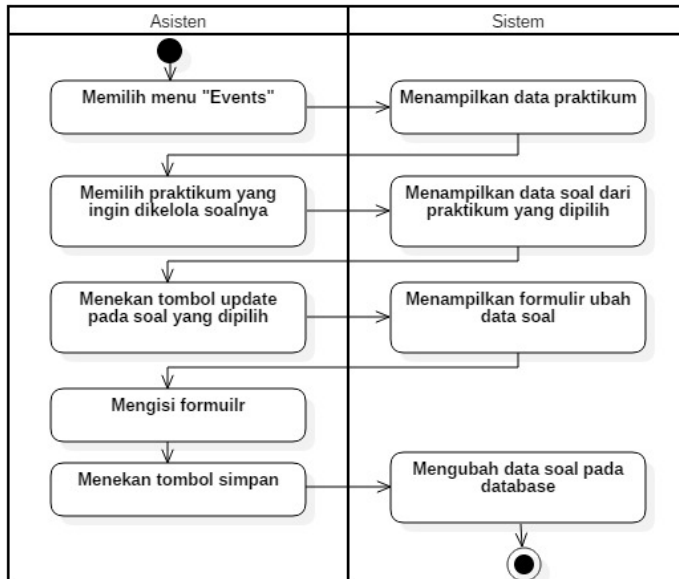 Asisten
Sistem
Memilih menu "Events"
Menampilkan data praktikum
Memilih praktikum yang
ingin dikelola soalnya
Menampilkan data soal dari
praktikum yang dipilih
Menekan tombol update
pada soal yang dipilih
Menampilkan formulir ubah
data soal
Mengisi formuilr
Menekan tombol simpan
Mengubah data soal pada
database